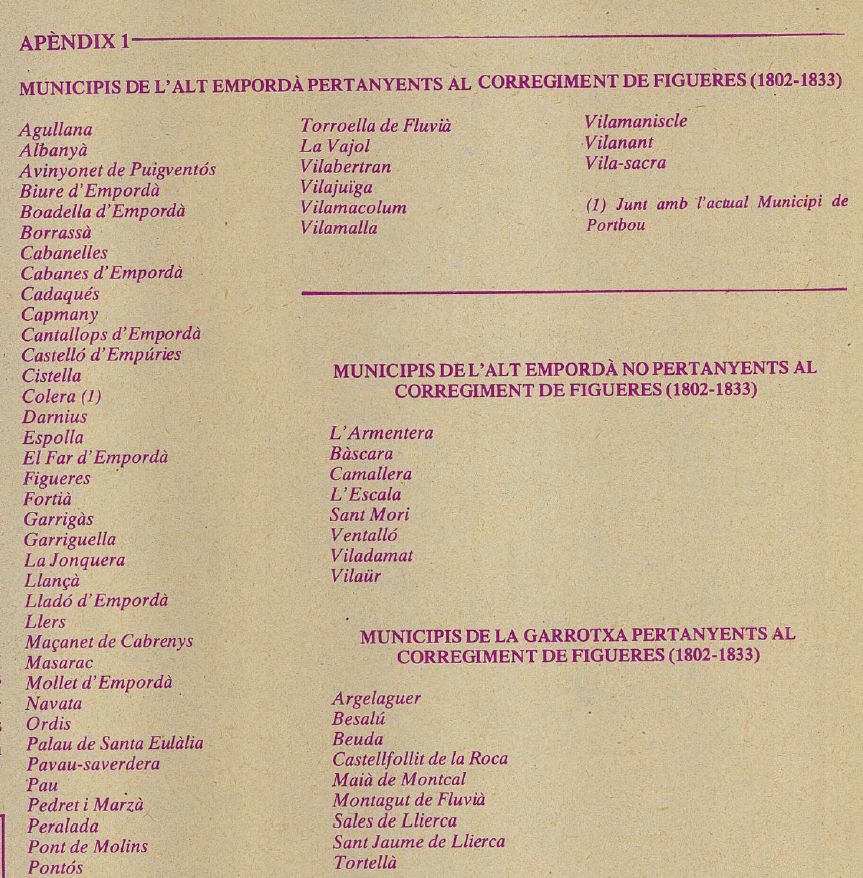 APÈNDIX 1
MUNICIPIS DE L'ALT EMPORDÀ PERTANYENTS AL CORREGIMENT DE FIGUERES (1802-1833)
Agullana
Albanyà
Avinyonet de Puigventós
Biure d'Empordà
Boadella d'Empordà
Borrassà
Cabanelles
Cabanes d'Empordà
Cadaqués
Capmany
Cantallops d'Empordà
Castelló d'Empúries
Cistella
Colera (1)
Darnius
Espolla
El Far d'Empordà
Figueres
Fortià
Garrigàs
Garriguella
La Jonquera
Llançà
Lladó d'Empordà
Llers
Maçanet de Cabrenys
Masarac
Mollet d'Empordà
Navata
Ordis
Palau de Santa Eulàlia
Pavau-saverdera
Pau
Pedret i Marzà
Peralada
Pont de Molins
Pontós
Torroella de Fluvià
La Vajol
Vilabertran
Vilajuïga
Vilamacolum
Vilamalla
Vilamaniscle
Vilanant
Vila-sacra
(1) Junt amb l'actual Municipi de
Portbou
MUNICIPIS DE L'ALT EMPORDÀ NO PERTANYENTS AL
CORREGIMENT DE FIGUERES (1802-1833)
L'Armentera
Bàscara
Camallera
L'Escala
Sant Mori
Ventalló
Viladamat
Vilaür
MUNICIPIS DE LA GARROTXA PERTANYENTS AL
CORREGIMENT DE FIGUERES (1802-1833)
Argelaguer
Besalú
Beuda
Castellfollit de la Roca
Maià de Montcal
Montagut de Fluvià
Sales de Llierca
Sant Jaume de Llierca
Tortellà